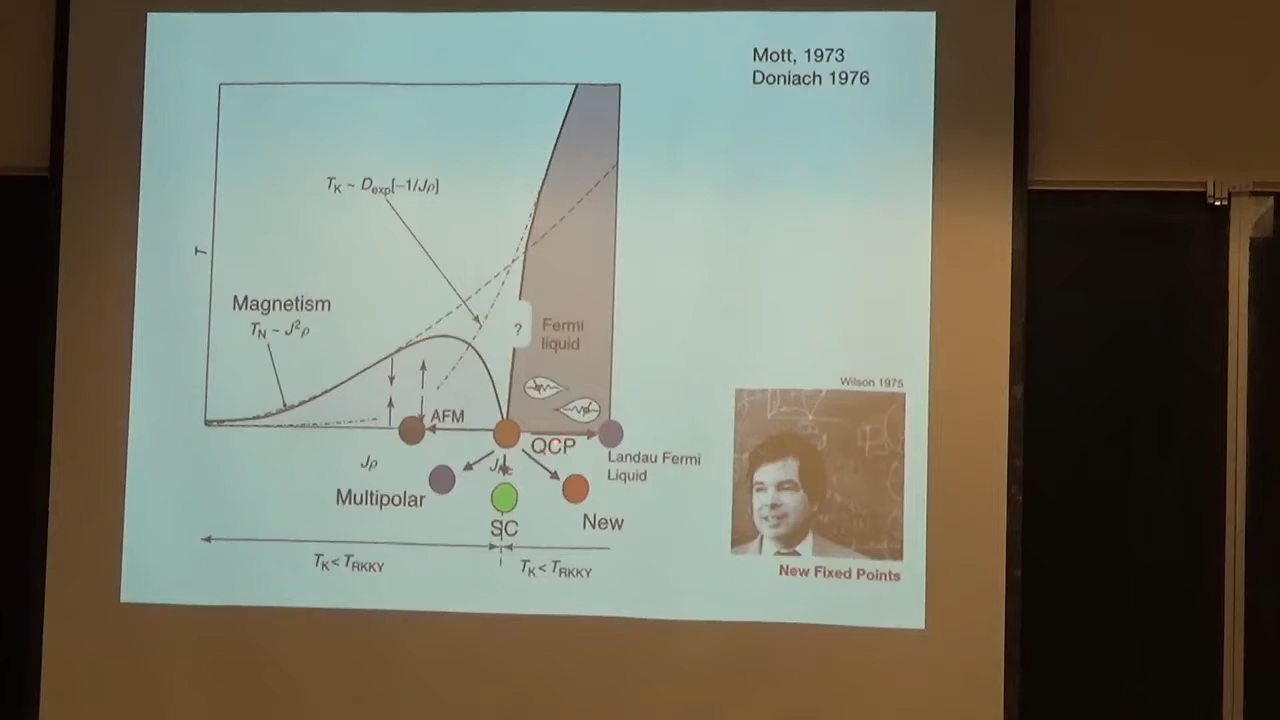 Mott, 1973
Doniach 1976
T_K ~ D_exp[−1/Jρ]
T
Magnetism
T_N ~ J²ρ
?
Fermi
liquid
AFM
QCP
Jρ
Landau Fermi
Liquid
Multipolar
SC
New
T_K < T_RKKY
T_K < T_RKKY
Wilson 1975
New Fixed Points